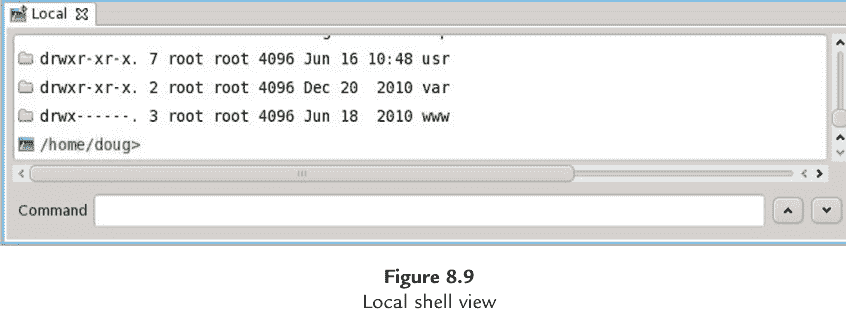 Local
drwxr-xr-x. 7 root root 4096 Jun 16 10:48 usr
drwxr-xr-x. 2 root root 4096 Dec 20  2010 var
drwx------. 3 root root 4096 Jun 18  2010 www
/home/doug>
Command
Figure 8.9
Local shell view